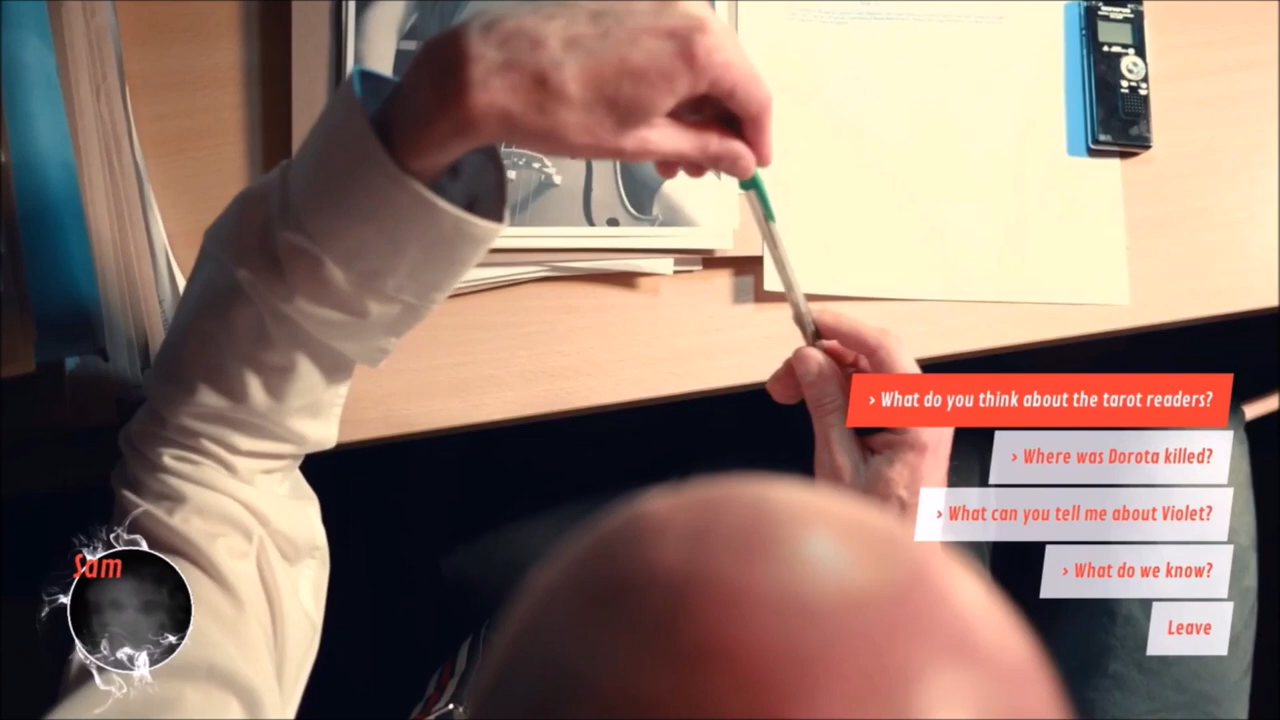 > What do you think about the tarot readers?
> Where was Dorota killed?
> What can you tell me about Violet?
> What do we know?
Leave
Sam